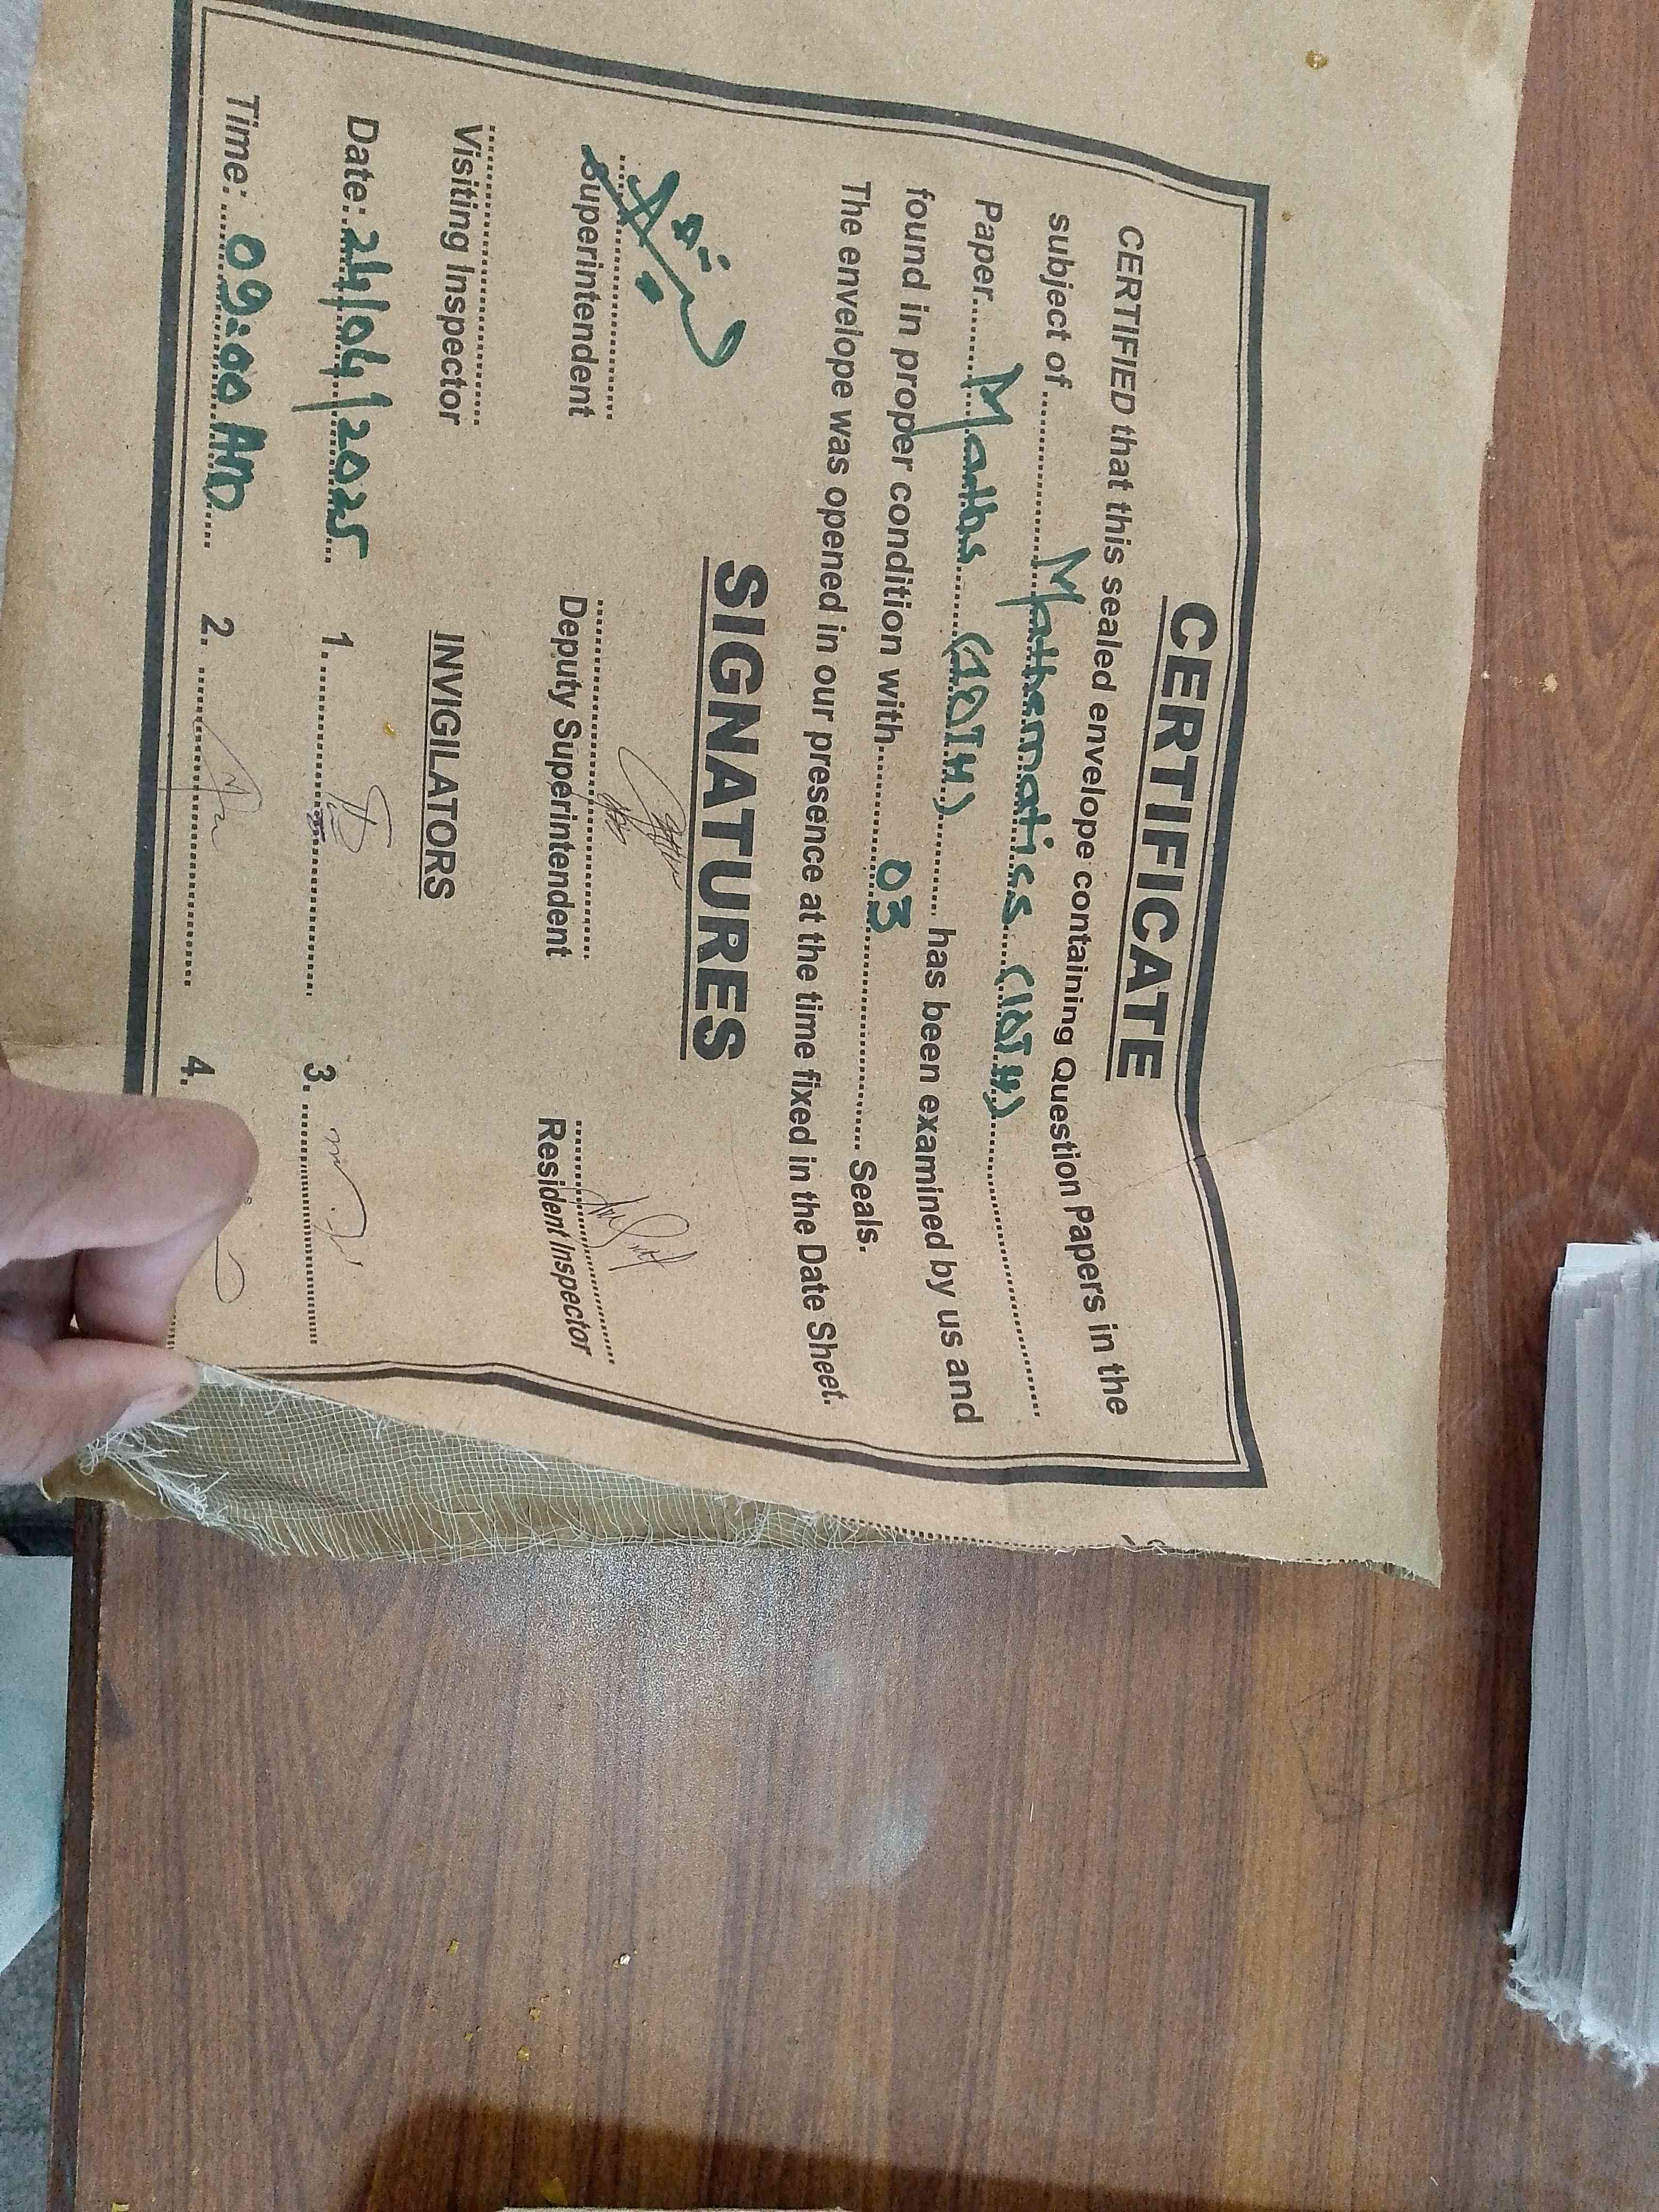 CERTIFICATE
CERTIFIED that this sealed envelope containing Question Papers in the
subject of Mathematics (10TH)
Paper Maths (10TH) has been examined by us and
found in proper condition with 03 Seals.
The envelope was opened in our presence at the time fixed in the Date Sheet.
SIGNATURES
Superintendent Deputy Superintendent Resident Inspector
Visiting Inspector INVIGILATORS
Date: 24/04/2025 1. 3.
Time: 09:00 AM 2. 4.